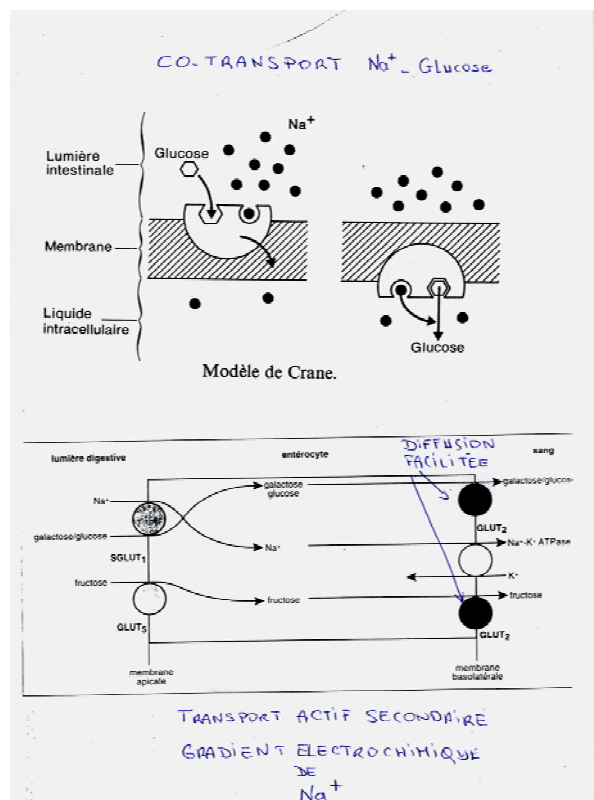 CO-TRANSPORT Na+ - Glucose
Na+
Lumière
intestinale
Glucose
Membrane
Liquide
intracellulaire
Glucose
Modèle de Crane.
DIFFUSION
FACILITÉE
lumière digestive
entérocyte
sang
galactose
glucose
galactose/glucos-
Na+
GLUT2
galactose/glucose
Na+
Na+-K+ ATPase
SGLUT1
K+
fructose
fructose
fructose
GLUT5
GLUT2
membrane
apicale
membrane
basolatérale
TRANSPORT ACTIF SECONDAIRE
GRADIENT ELECTROCHIMIQUE
DE
Na+